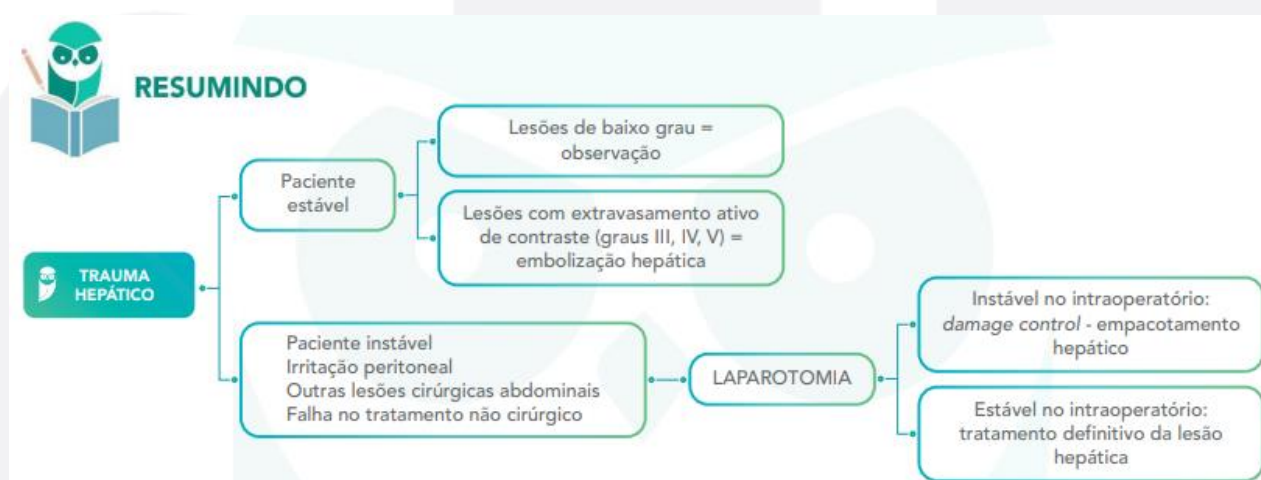 RESUMINDO
TRAUMA
HEPÁTICO
Paciente
estável
Lesões de baixo grau =
observação
Lesões com extravasamento ativo
de contraste (graus III, IV, V) =
embolização hepática
Paciente instável
Irritação peritoneal
Outras lesões cirúrgicas abdominais
Falha no tratamento não cirúrgico
LAPAROTOMIA
Instável no intraoperatório:
damage control - empacotamento
hepático
Estável no intraoperatório:
tratamento definitivo da lesão
hepática